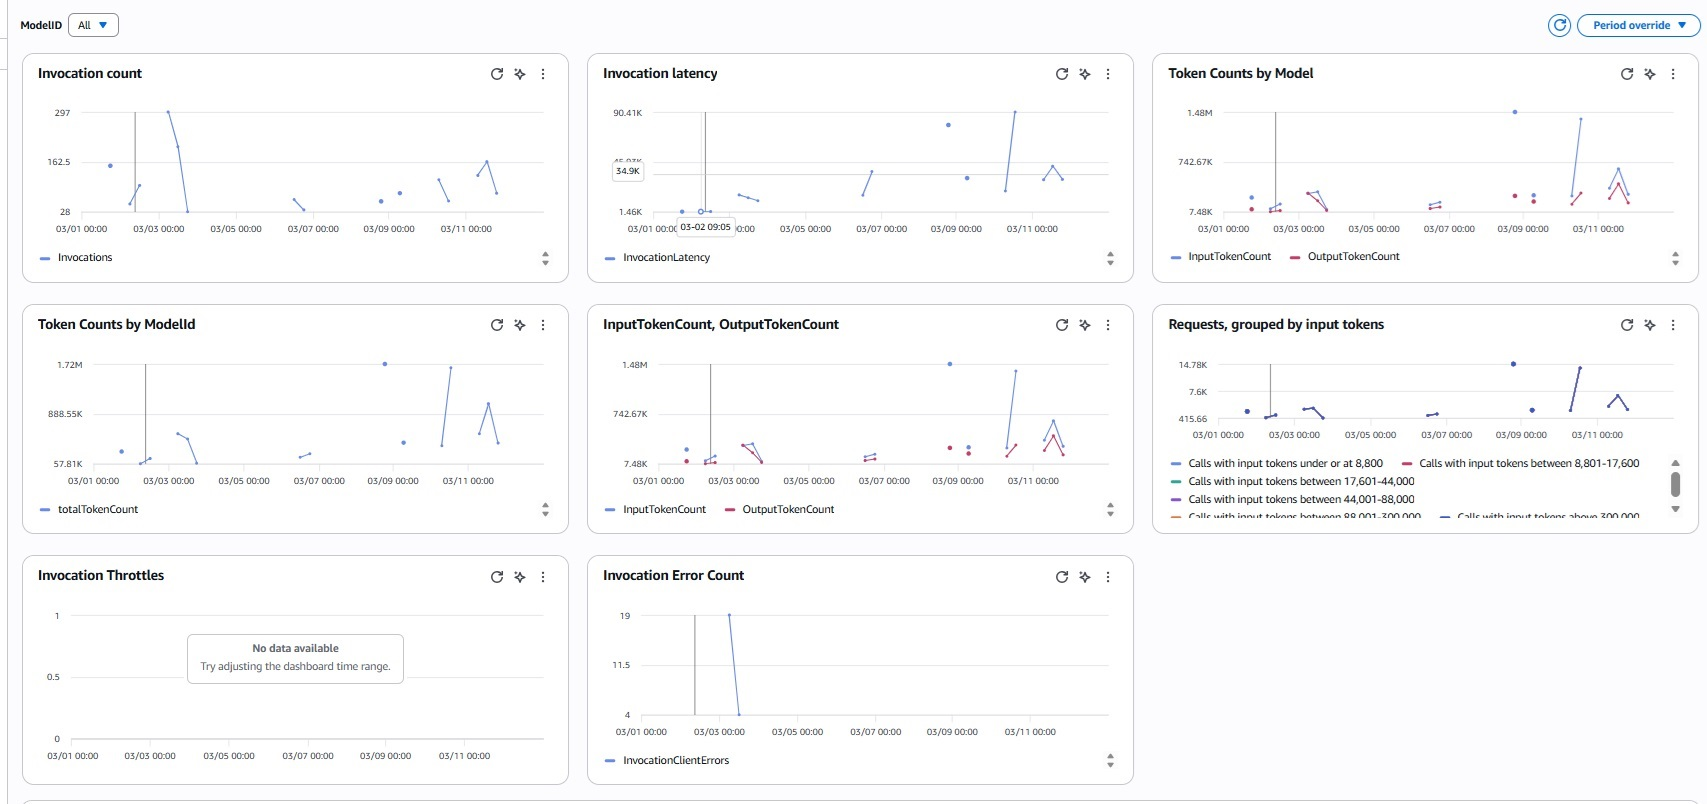 ModelID All Period override
Invocation count
297
162.5
28
03/01 00:00 03/03 00:00 03/05 00:00 03/07 00:00 03/09 00:00 03/11 00:00
Invocations
Invocation latency
90.41K
34.9K
1.46K
03/01 00:00 03/05 00:00 03/07 00:00 03/09 00:00 03/11 00:00
03-02 09:05
InvocationLatency
Token Counts by Model
1.48M
742.67K
7.48K
03/01 00:00 03/03 00:00 03/05 00:00 03/07 00:00 03/09 00:00 03/11 00:00
InputTokenCount OutputTokenCount
Token Counts by ModelId
1.72M
888.55K
57.81K
03/01 00:00 03/03 00:00 03/05 00:00 03/07 00:00 03/09 00:00 03/11 00:00
totalTokenCount
InputTokenCount, OutputTokenCount
1.48M
742.67K
7.48K
03/01 00:00 03/03 00:00 03/05 00:00 03/07 00:00 03/09 00:00 03/11 00:00
InputTokenCount OutputTokenCount
Requests, grouped by input tokens
14.78K
7.6K
415.66
03/01 00:00 03/03 00:00 03/05 00:00 03/07 00:00 03/09 00:00 03/11 00:00
Calls with input tokens under or at 8,800 Calls with input tokens between 8,801-17,600
Calls with input tokens between 17,601-44,000
Calls with input tokens between 44,001-88,000
Calls with input tokens between 88,001-300,000 Calls with input tokens above 300,000
Invocation Throttles
1
0.5
0
No data available
Try adjusting the dashboard time range.
03/01 00:00 03/03 00:00 03/05 00:00 03/07 00:00 03/09 00:00 03/11 00:00
Invocation Error Count
19
11.5
4
03/01 00:00 03/03 00:00 03/05 00:00 03/07 00:00 03/09 00:00 03/11 00:00
InvocationClientErrors